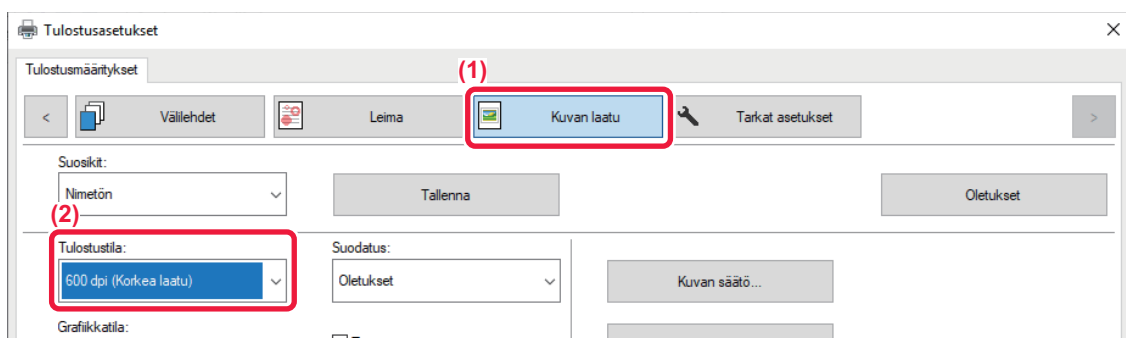 Tulostusasetukset
Tulostusmääritykset
(1)
< Välilehdet Leima Kuvan laatu Tarkat asetukset >
Suosikit:
Nimetön Tallenna Oletukset
(2)
Tulostustila: Suodatus:
600 dpi (Korkea laatu) Oletukset Kuvan säätö...
Grafiikkatila: